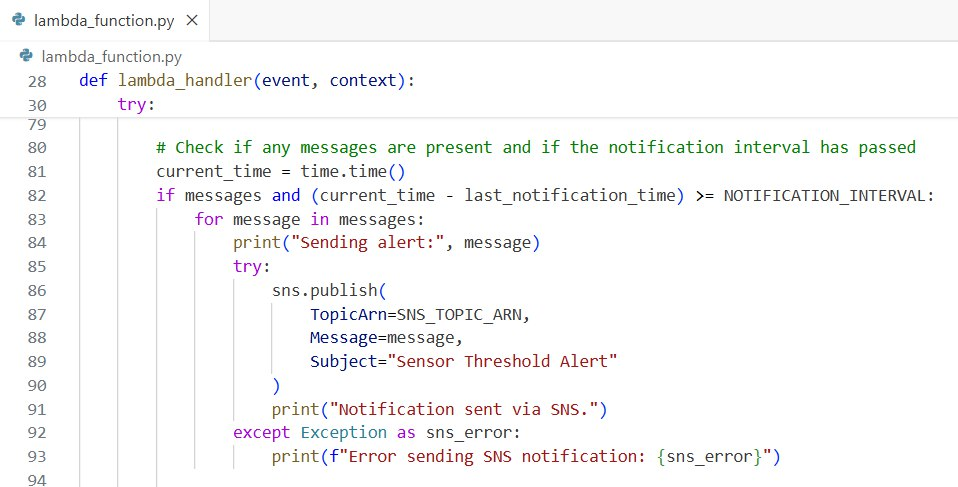 lambda_function.py ×
lambda_function.py
28 def lambda_handler(event, context):
30 try:
79
80 # Check if any messages are present and if the notification interval has passed
81 current_time = time.time()
82 if messages and (current_time - last_notification_time) >= NOTIFICATION_INTERVAL:
83 for message in messages:
84 print("Sending alert:", message)
85 try:
86 sns.publish(
87 TopicArn=SNS_TOPIC_ARN,
88 Message=message,
89 Subject="Sensor Threshold Alert"
90 )
91 print("Notification sent via SNS.")
92 except Exception as sns_error:
93 print(f"Error sending SNS notification: {sns_error}")
94